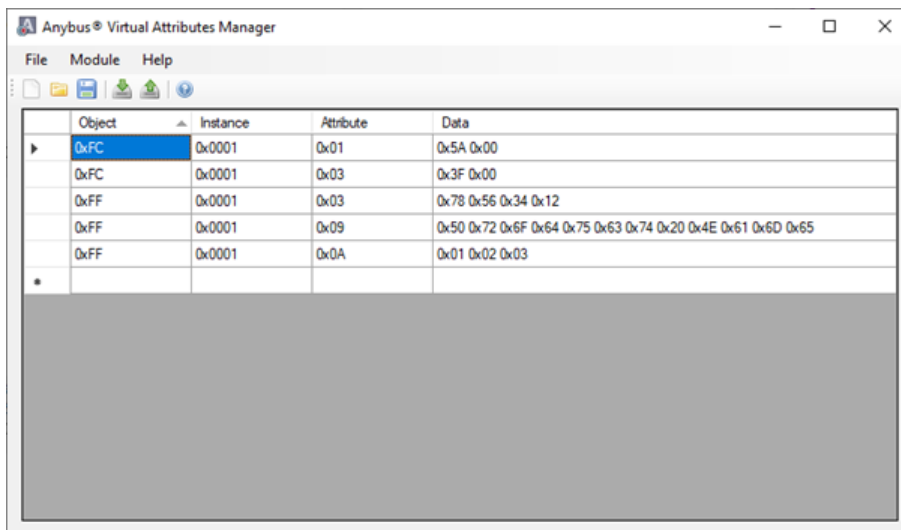 Anybus® Virtual Attributes Manager
File Module Help
Object Instance Attribute Data
0xFC 0x0001 0x01 0x5A 0x00
0xFC 0x0001 0x03 0x3F 0x00
0xFF 0x0001 0x03 0x78 0x56 0x34 0x12
0xFF 0x0001 0x09 0x50 0x72 0x6F 0x64 0x75 0x63 0x74 0x20 0x4E 0x61 0x6D 0x65
0xFF 0x0001 0x0A 0x01 0x02 0x03